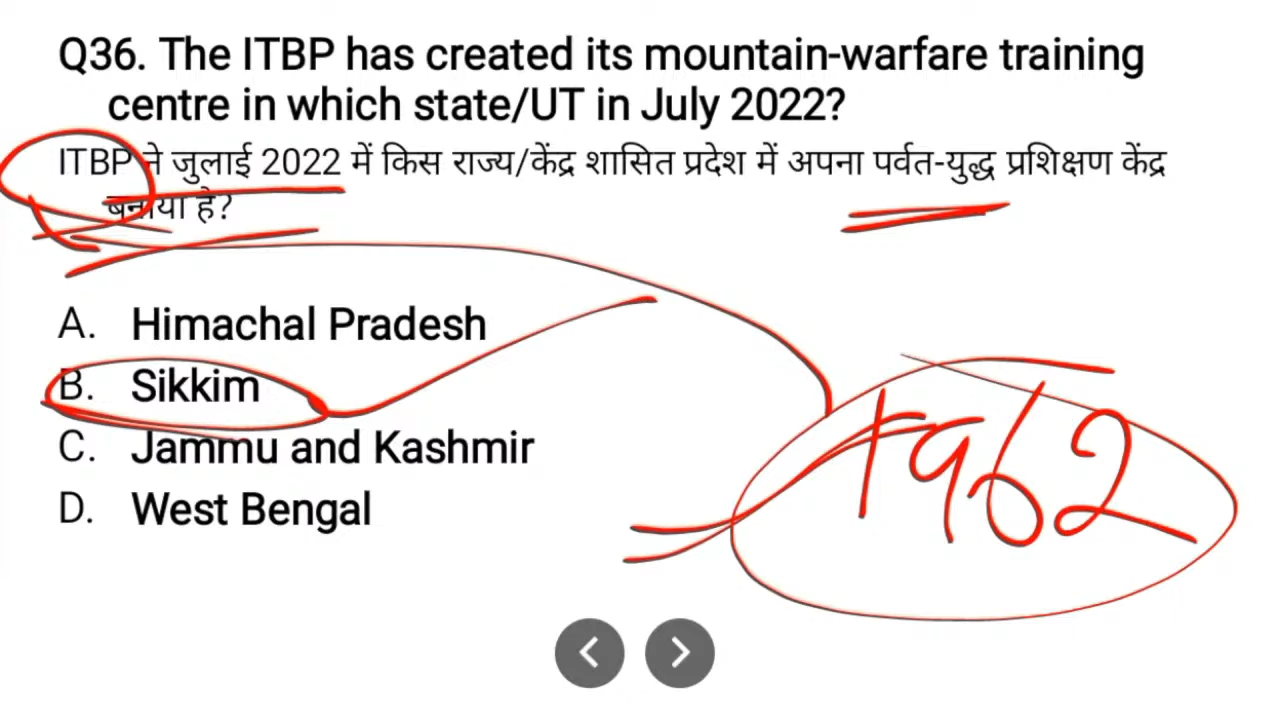 Q36. The ITBP has created its mountain-warfare training
centre in which state/UT in July 2022?
ITBP ने जुलाई 2022 में किस राज्य/केंद्र शासित प्रदेश में अपना पर्वत-युद्ध प्रशिक्षण केंद्र
बनाया है?
A. Himachal Pradesh
B. Sikkim
C. Jammu and Kashmir
1962
D. West Bengal